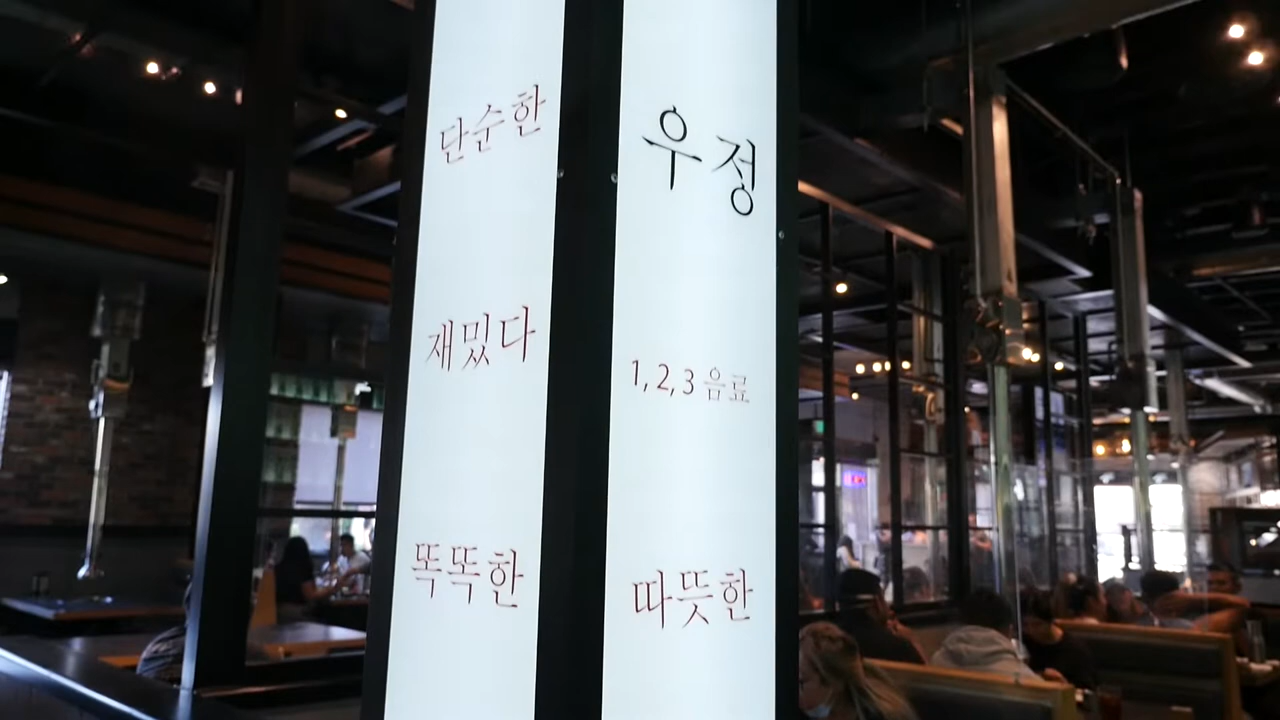 단순한
재밌다
똑똑한
우정
1,2,3 음료
따뜻한